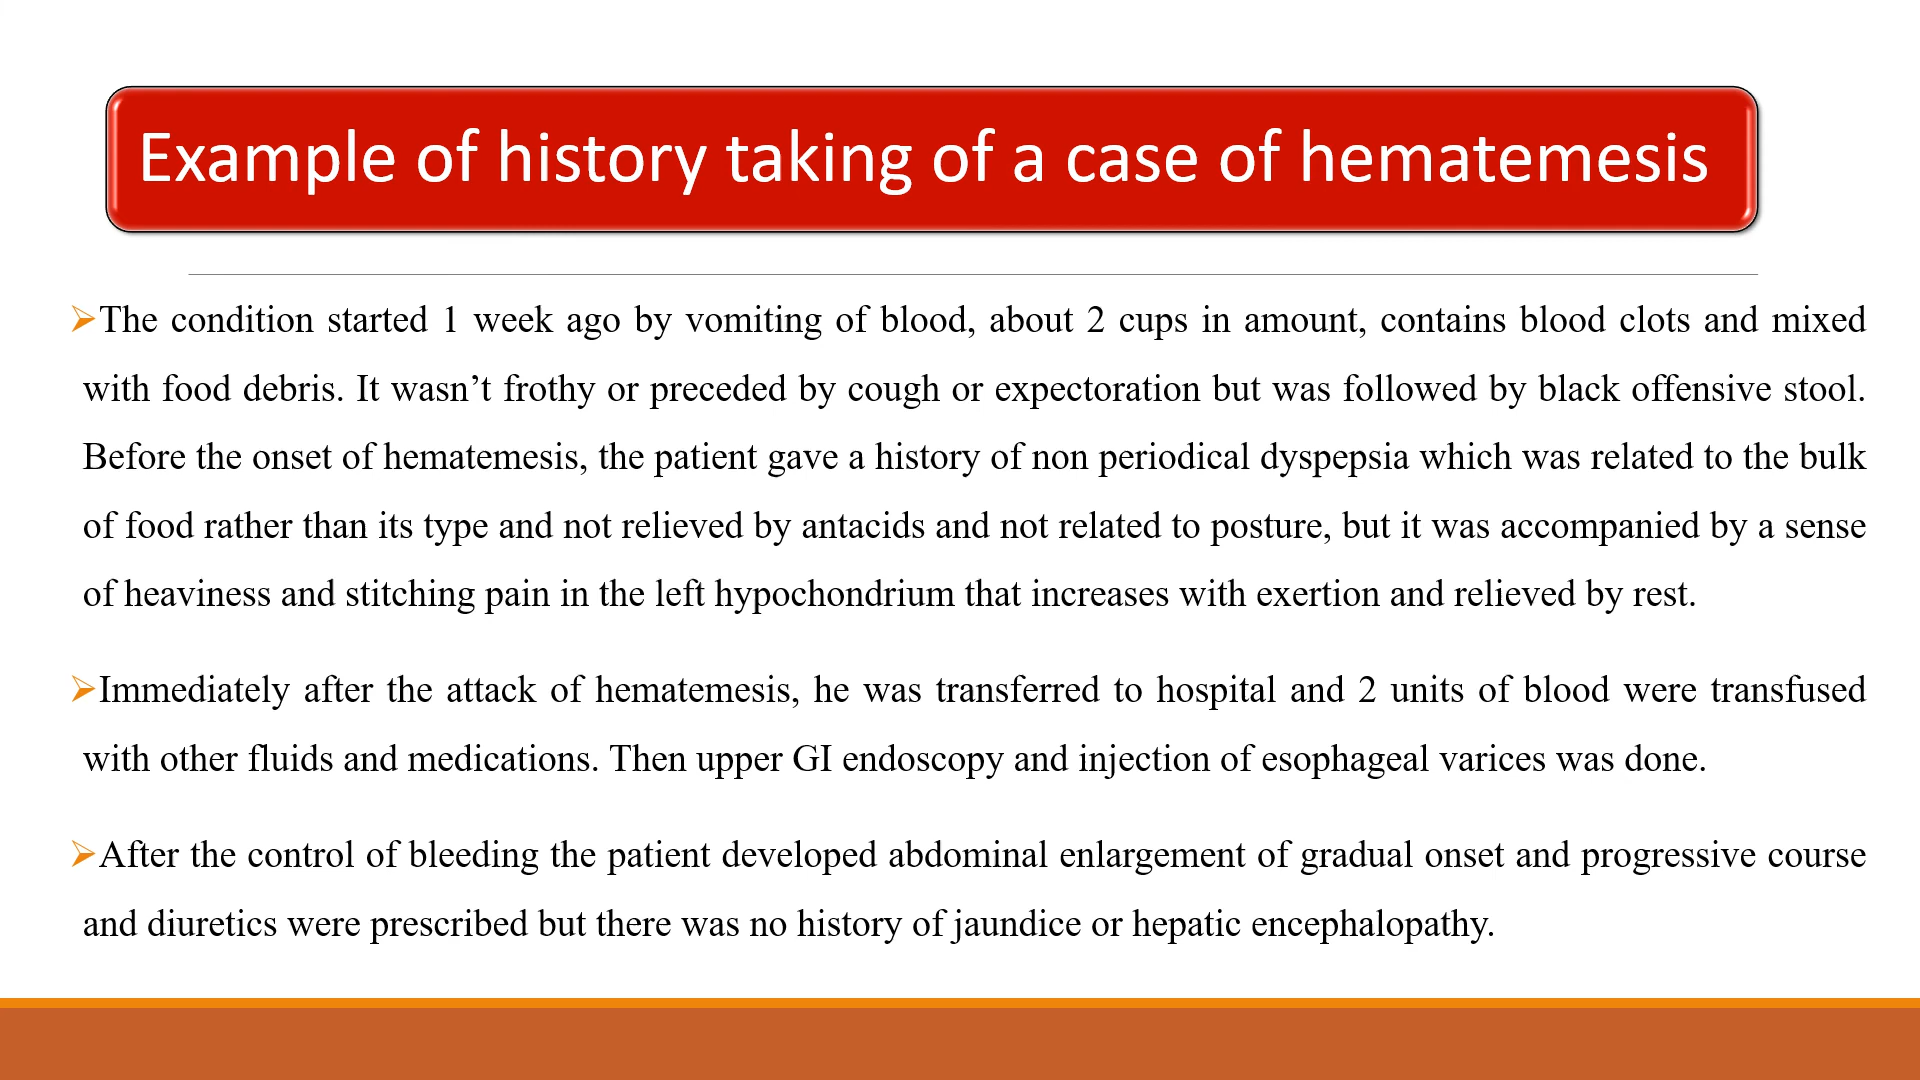 Example of history taking of a case of hematemesis
➢The condition started 1 week ago by vomiting of blood, about 2 cups in amount, contains blood clots and mixed
with food debris. It wasn’t frothy or preceded by cough or expectoration but was followed by black offensive stool.
Before the onset of hematemesis, the patient gave a history of non periodical dyspepsia which was related to the bulk
of food rather than its type and not relieved by antacids and not related to posture, but it was accompanied by a sense
of heaviness and stitching pain in the left hypochondrium that increases with exertion and relieved by rest.
➢Immediately after the attack of hematemesis, he was transferred to hospital and 2 units of blood were transfused
with other fluids and medications. Then upper GI endoscopy and injection of esophageal varices was done.
➢After the control of bleeding the patient developed abdominal enlargement of gradual onset and progressive course
and diuretics were prescribed but there was no history of jaundice or hepatic encephalopathy.